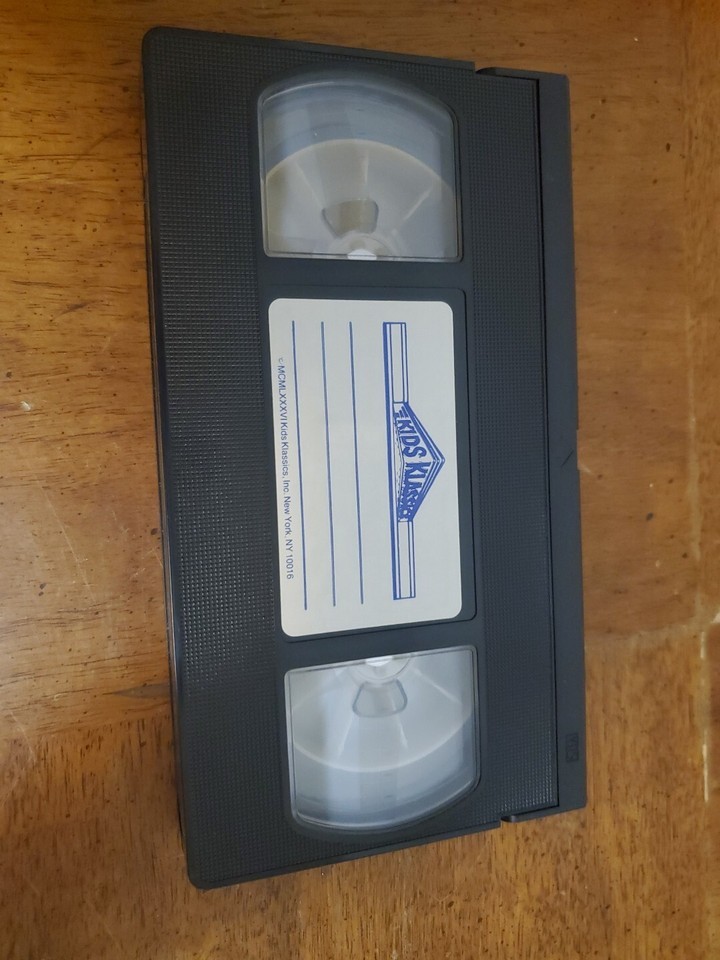 KIDS KLASSICS
© MCMLXXXVI Kids Klassics, Inc. New York, NY 10016